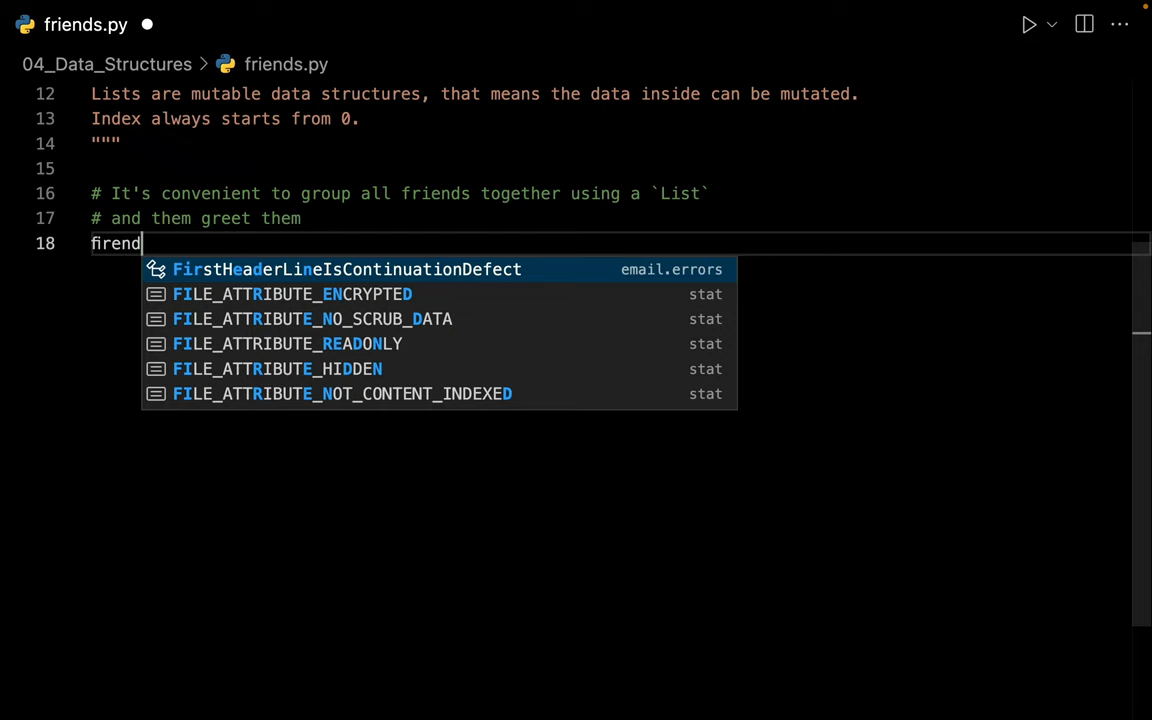 friends.py
04_Data_Structures > friends.py
12 Lists are mutable data structures, that means the data inside can be mutated.
13 Index always starts from 0.
14 """
15
16 # It's convenient to group all friends together using a `List`
17 # and them greet them
18 firend
FirstHeaderLineIsContinuationDefect email.errors
FILE_ATTRIBUTE_ENCRYPTED stat
FILE_ATTRIBUTE_NO_SCRUB_DATA stat
FILE_ATTRIBUTE_READONLY stat
FILE_ATTRIBUTE_HIDDEN stat
FILE_ATTRIBUTE_NOT_CONTENT_INDEXED stat